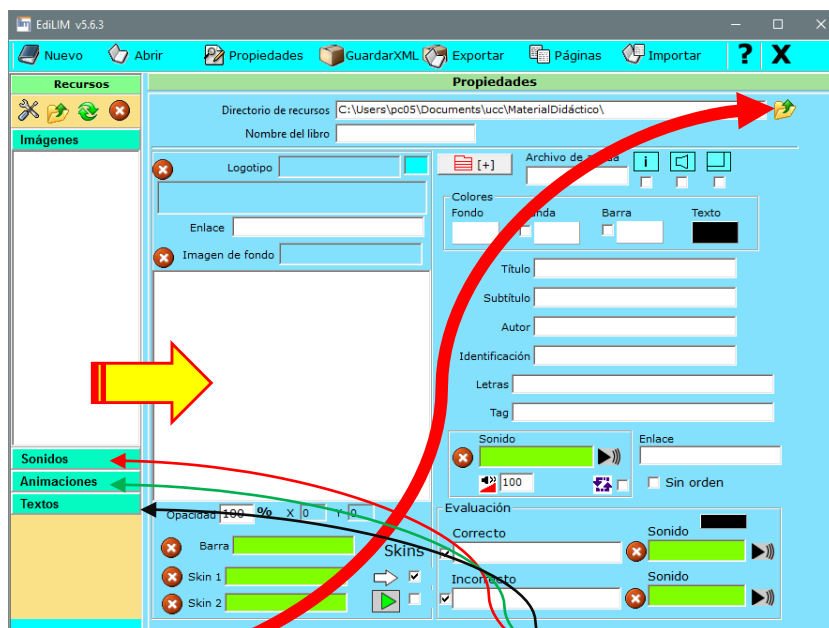 EdiLIM v5.6.3
Nuevo Abrir Propiedades GuardarXML Exportar Páginas Importar ? X
Recursos
Propiedades
Directorio de recursos C:\Users\pc05\Documents\ucc\MaterialDidáctico\
Nombre del libro
Imágenes
Logotipo
[+]
Archivo de
i
Colores
Fondo
Barra
Texto
Enlace
Imagen de fondo
Título
Subtítulo
Autor
Identificación
Letras
Tag
Sonido
Enlace
100
Sin orden
Sonidos
Animaciones
Textos
Opacidad 100 % X 0 Y 0
Evaluación
Barra
Skins
Correcto
Sonido
Skin 1
Incorrecto
Sonido
Skin 2